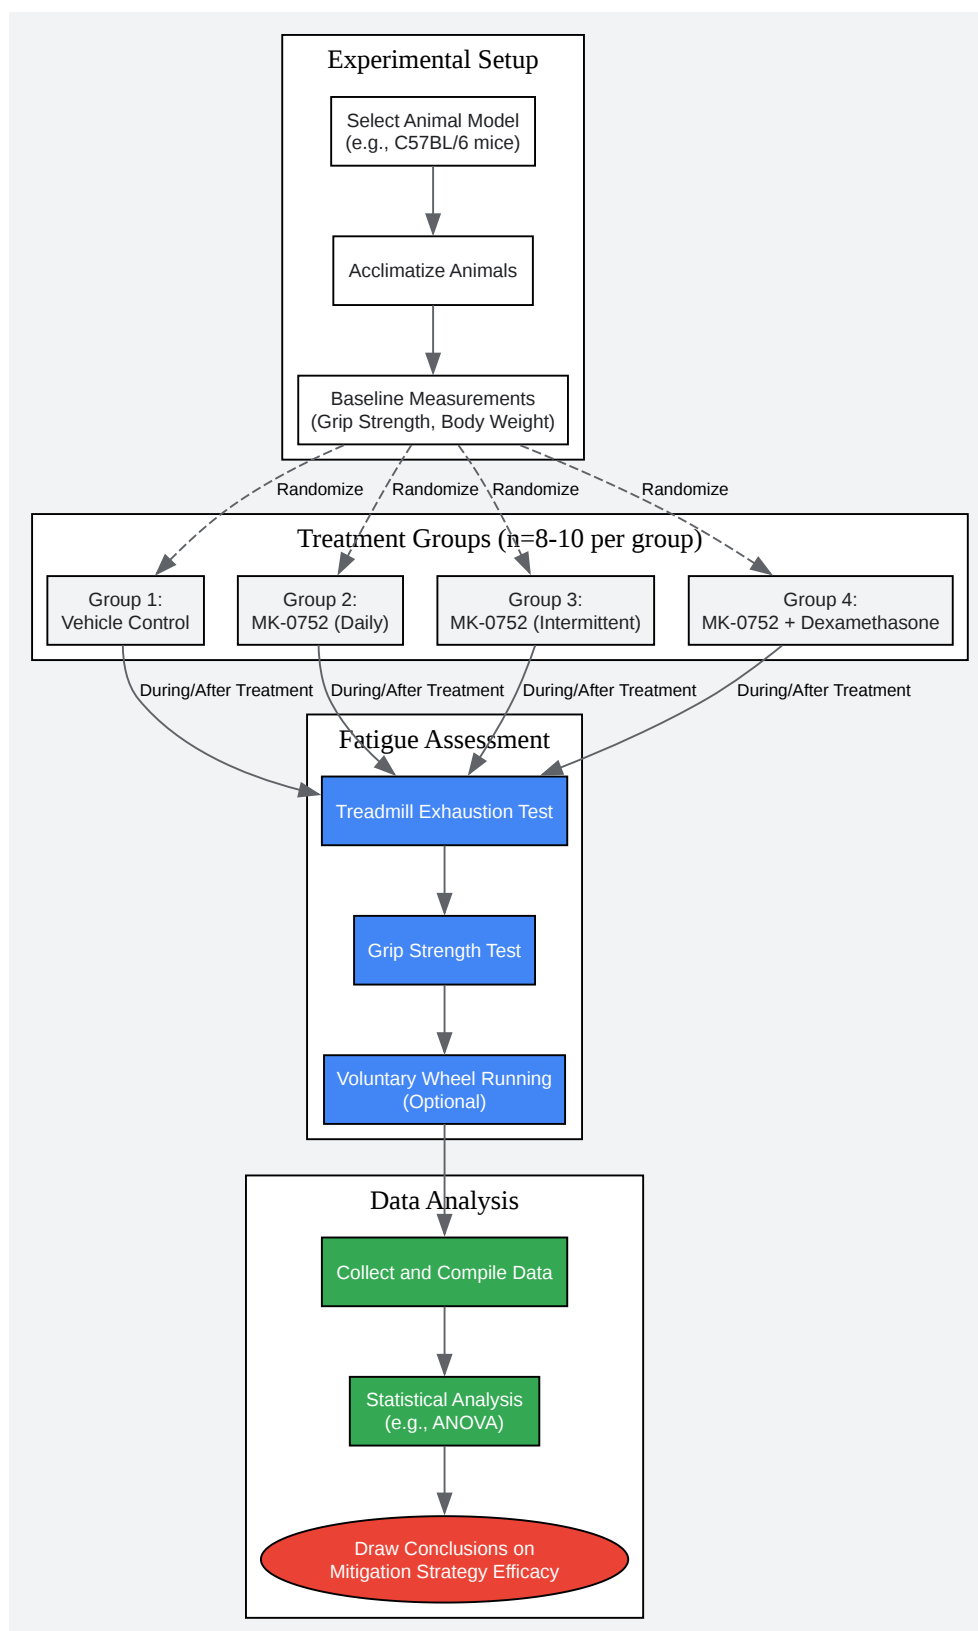 Experimental Setup
Select Animal Model
(e.g., C57BL/6 mice)
Acclimatize Animals
Baseline Measurements
(Grip Strength, Body Weight)
Randomize
Randomize
Randomize
Randomize
Treatment Groups (n=8-10 per group)
Group 1:
Vehicle Control
Group 2:
MK-0752 (Daily)
Group 3:
MK-0752 (Intermittent)
Group 4:
MK-0752 + Dexamethasone
During/After Treatment
During/After Treatment
During/After Treatment
During/After Treatment
Fatigue Assessment
Treadmill Exhaustion Test
Grip Strength Test
Voluntary Wheel Running
(Optional)
Data Analysis
Collect and Compile Data
Statistical Analysis
(e.g., ANOVA)
Draw Conclusions on
Mitigation Strategy Efficacy